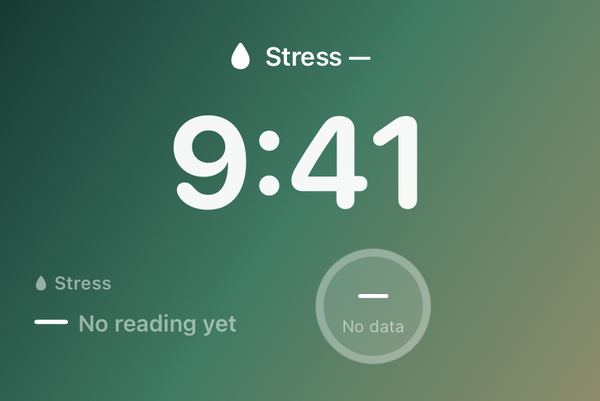 Stress —
9:41
Stress
— No reading yet
—
No data